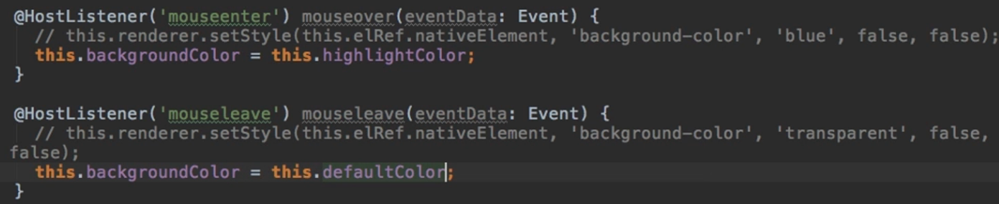 @HostListener('mouseenter') mouseover(eventData: Event) {
// this.renderer.setStyle(this.elRef.nativeElement, 'background-color', 'blue', false, false);
this.backgroundColor = this.highlightColor;
}
@HostListener('mouseleave') mouseleave(eventData: Event) {
// this.renderer.setStyle(this.elRef.nativeElement, 'background-color', 'transparent', false,
false);
this.backgroundColor = this.defaultColor;
}